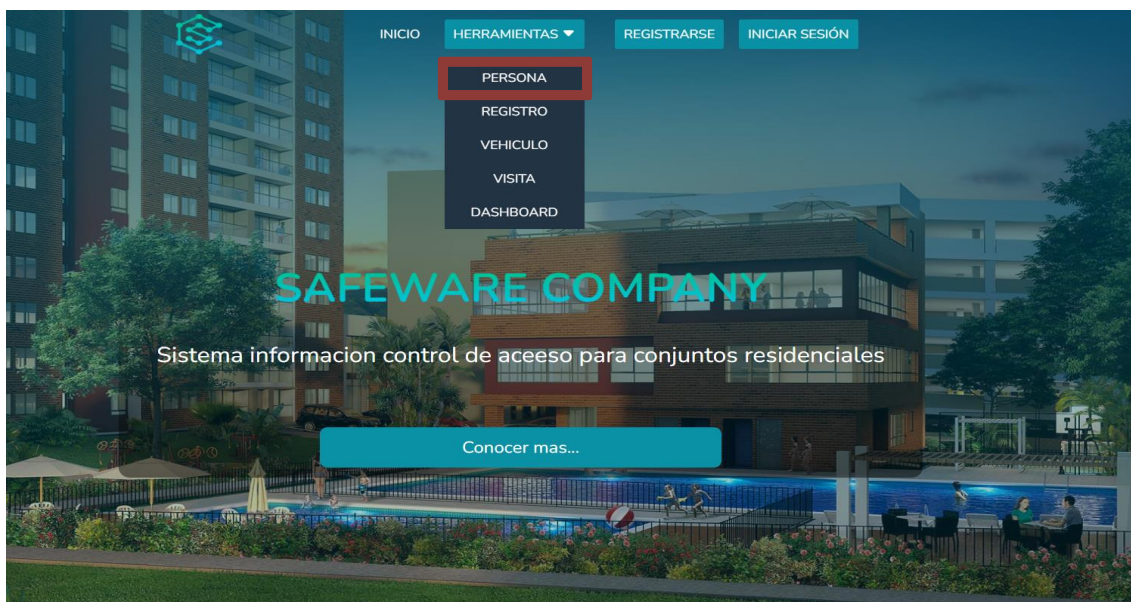 INICIO HERRAMIENTAS REGISTRARSE INICIAR SESIÓN
PERSONA
REGISTRO
VEHICULO
VISITA
DASHBOARD
SAFEWARE COMPANY
Sistema informacion control de aceeso para conjuntos residenciales
Conocer mas...